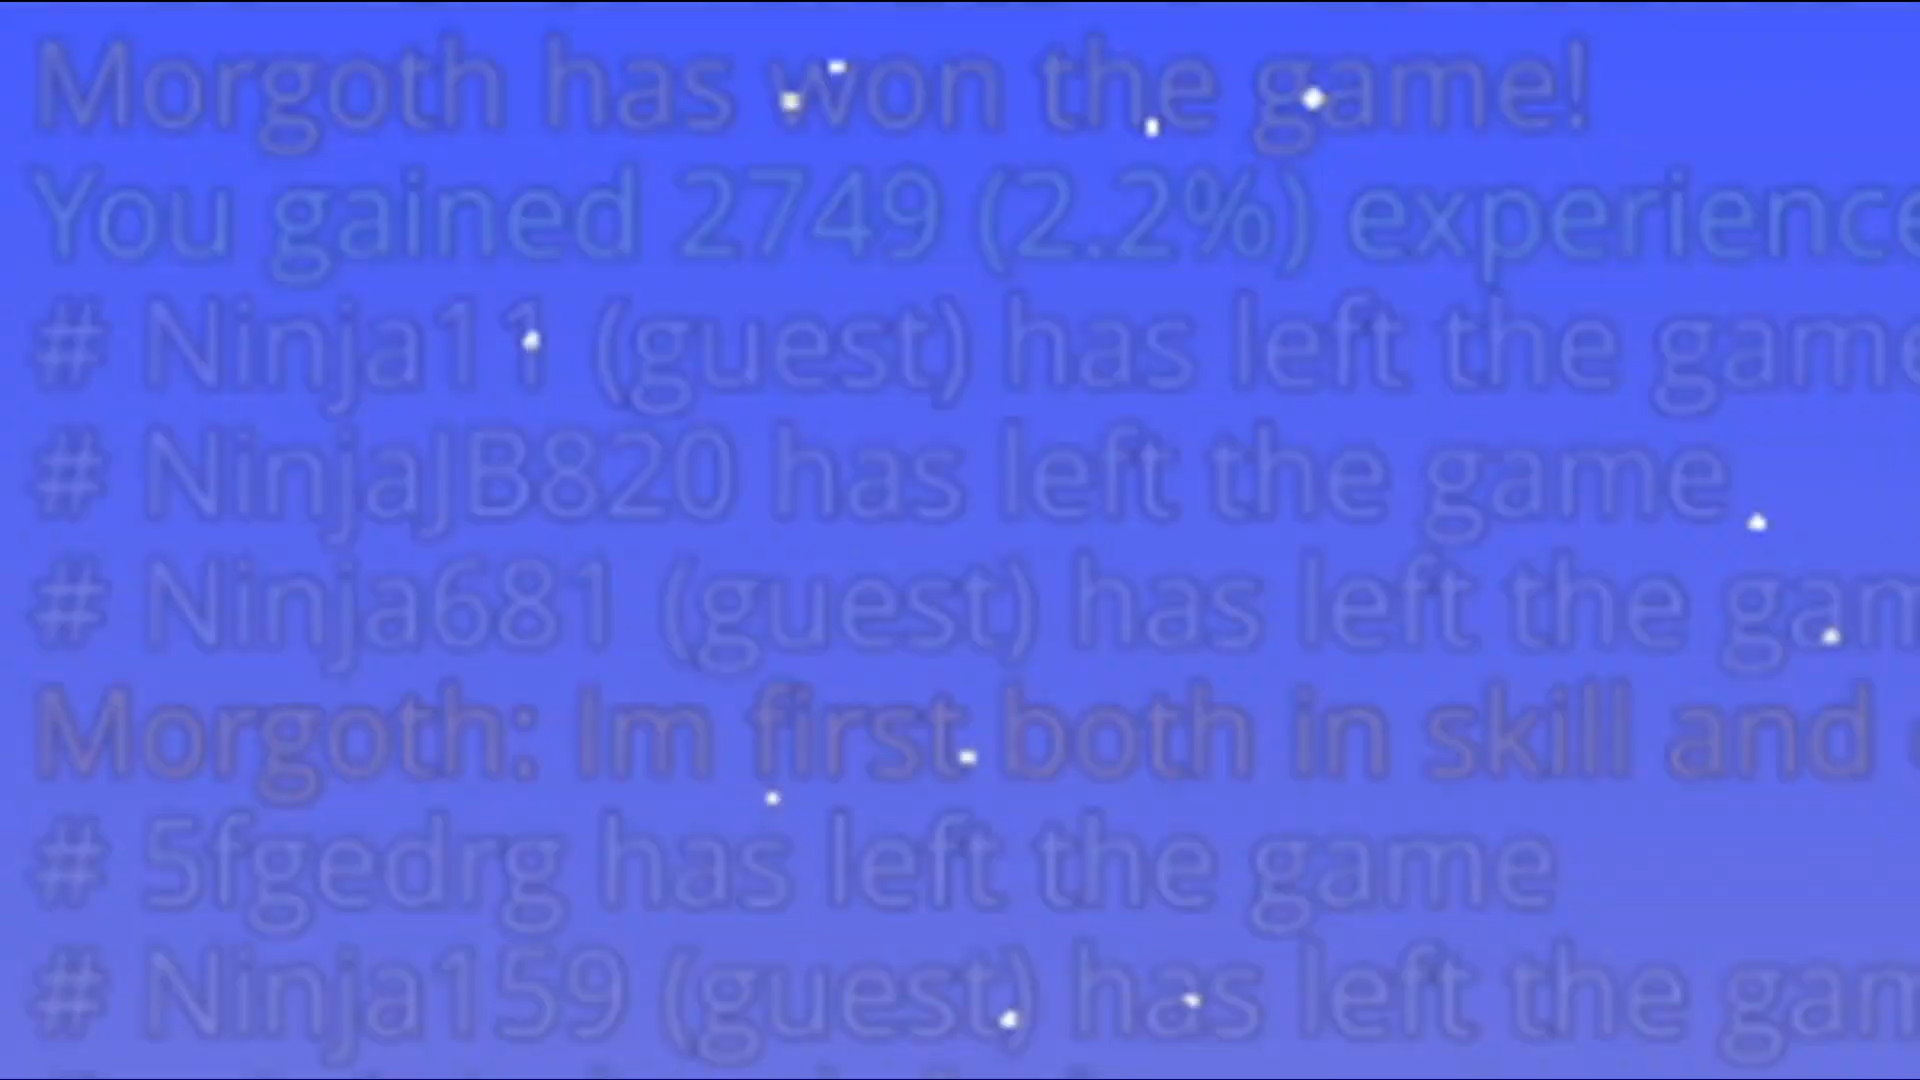 Morgoth has won the game!
You gained 2749 (2.2%) experience
# Ninja11 (guest) has left the game
# NinjaJB820 has left the game
# Ninja681 (guest) has left the gam
Morgoth: Im first both in skill and
# 5fgedrg has left the game
# Ninja159 (guest) has left the gam